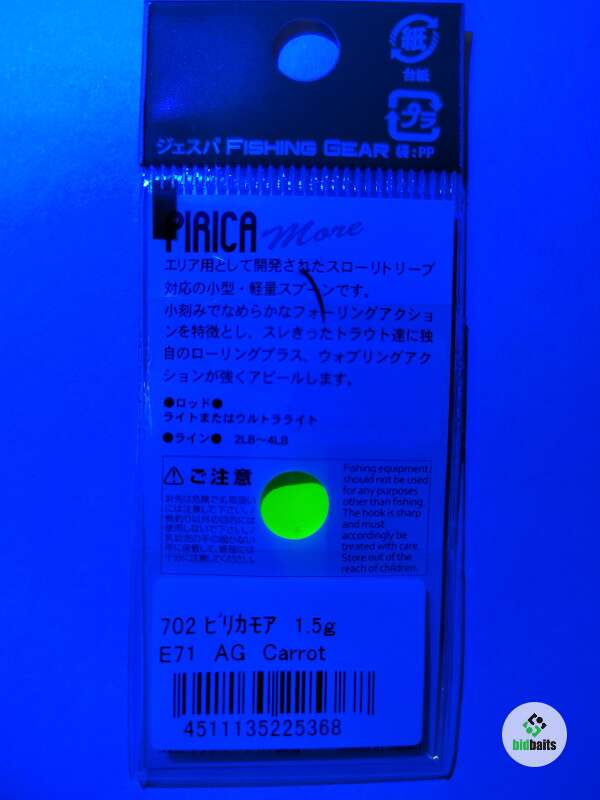 紙
台紙
プラ
袋:PP
ジェスパ FISHING GEAR
PIRICA More
エリア用として開発されたスローリトリーブ
対応の小型・軽量スプーンです。
小刻みでなめらかなフォーリングアクショ
ンを特徴とし、スレきったトラウト達に独
自のローリングプラス、ウォブリングアク
ションが強くアピールします。
●ロッド●
ライトまたはウルトラライト
●ライン● 2LB〜4LB
ご注意
Fishing equipment
should not be used
for any purposes
other than fishing.
The hook is sharp
and must
accordingly be
treated with care.
Store out of the
reach of children.
702 ピリカモア 1.5g
E71 AG Carrot
4511135225368
bidbaits